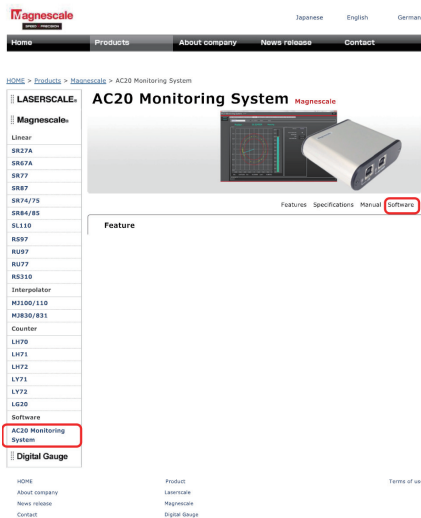 Magnescale
SPEED PRECISION
Japanese English German
Home Products About company News release Contact
HOME > Products > Magnescale > AC20 Monitoring System
LASERSCALE®
Magnescale®
Linear
SR27A
SR67A
SR77
SR87
SR74/75
SR84/85
SL110
RS97
RU97
RU77
RS310
Interpolator
MJ100/110
MJ830/831
Counter
LH70
LH71
LH72
LY71
LY72
LG20
Software
AC20 Monitoring
System
Digital Gauge
AC20 Monitoring System Magnescale
Features Specifications Manual Software
Feature
HOME
About company
News release
Contact
Product
Laserscale
Magnescale
Digital Gauge
Terms of us